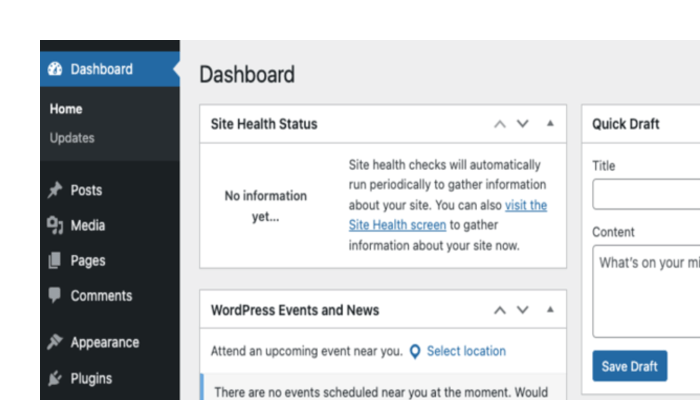 Dashboard
Home
Updates
Posts
Media
Pages
Comments
Appearance
Plugins
Dashboard
Site Health Status
No information
yet...
Site health checks will automatically
run periodically to gather information
about your site. You can also visit the
Site Health screen to gather
information about your site now.
WordPress Events and News
Attend an upcoming event near you. Select location
There are no events scheduled near you at the moment. Would
Quick Draft
Title
Content
What's on your mi
Save Draft